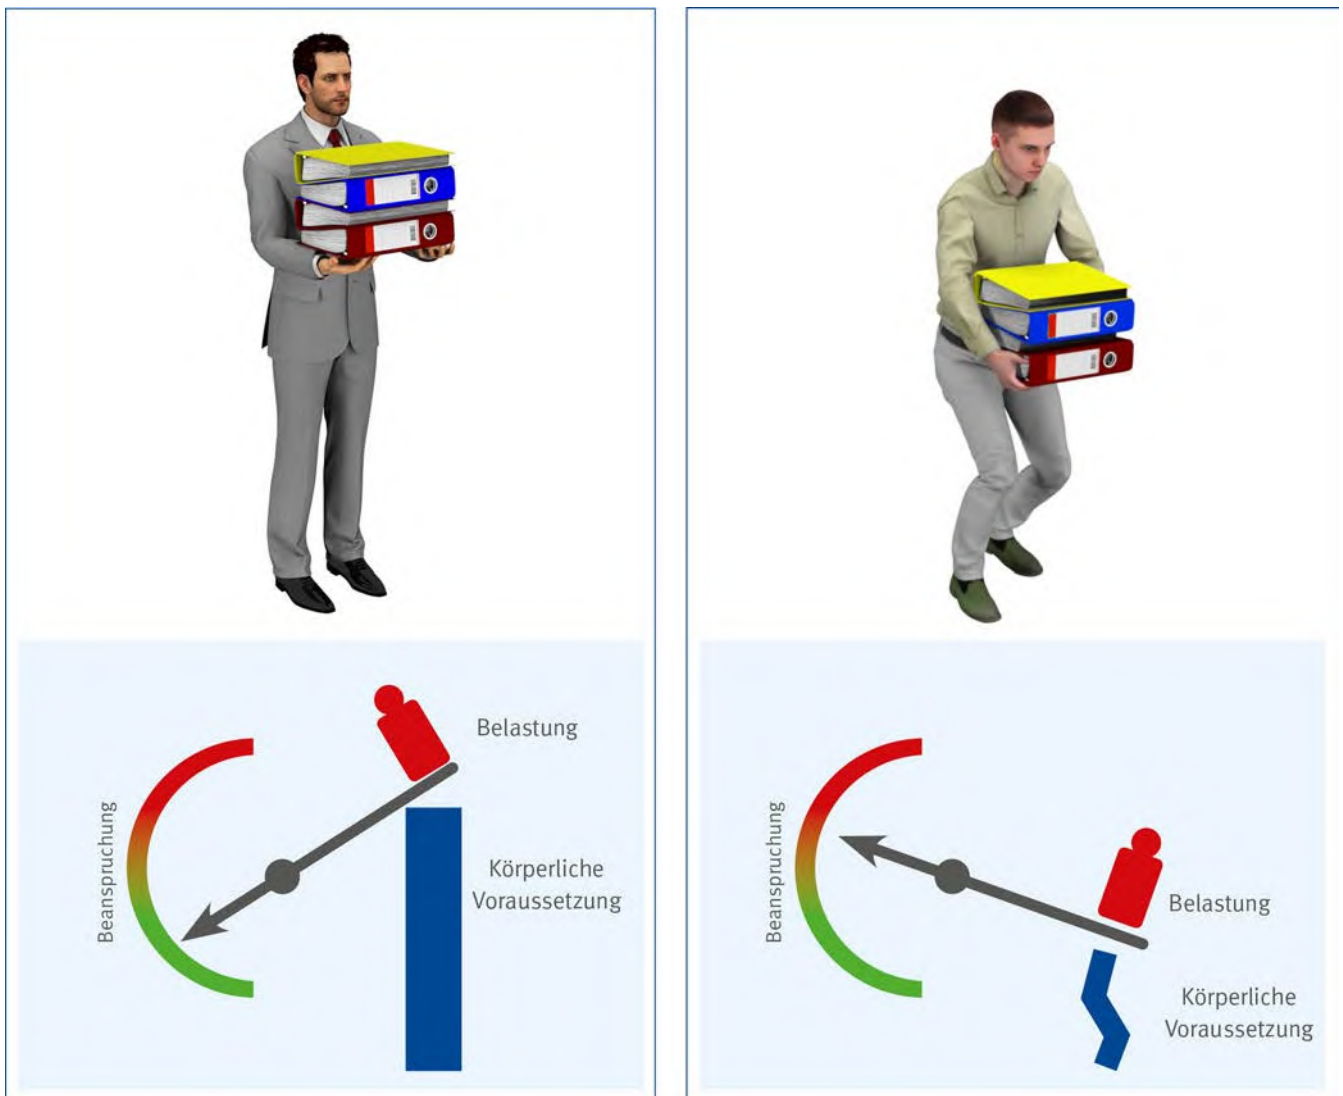 Belastung
Beanspruchung
Körperliche
Voraussetzung
Belastung
Beanspruchung
Körperliche
Voraussetzung